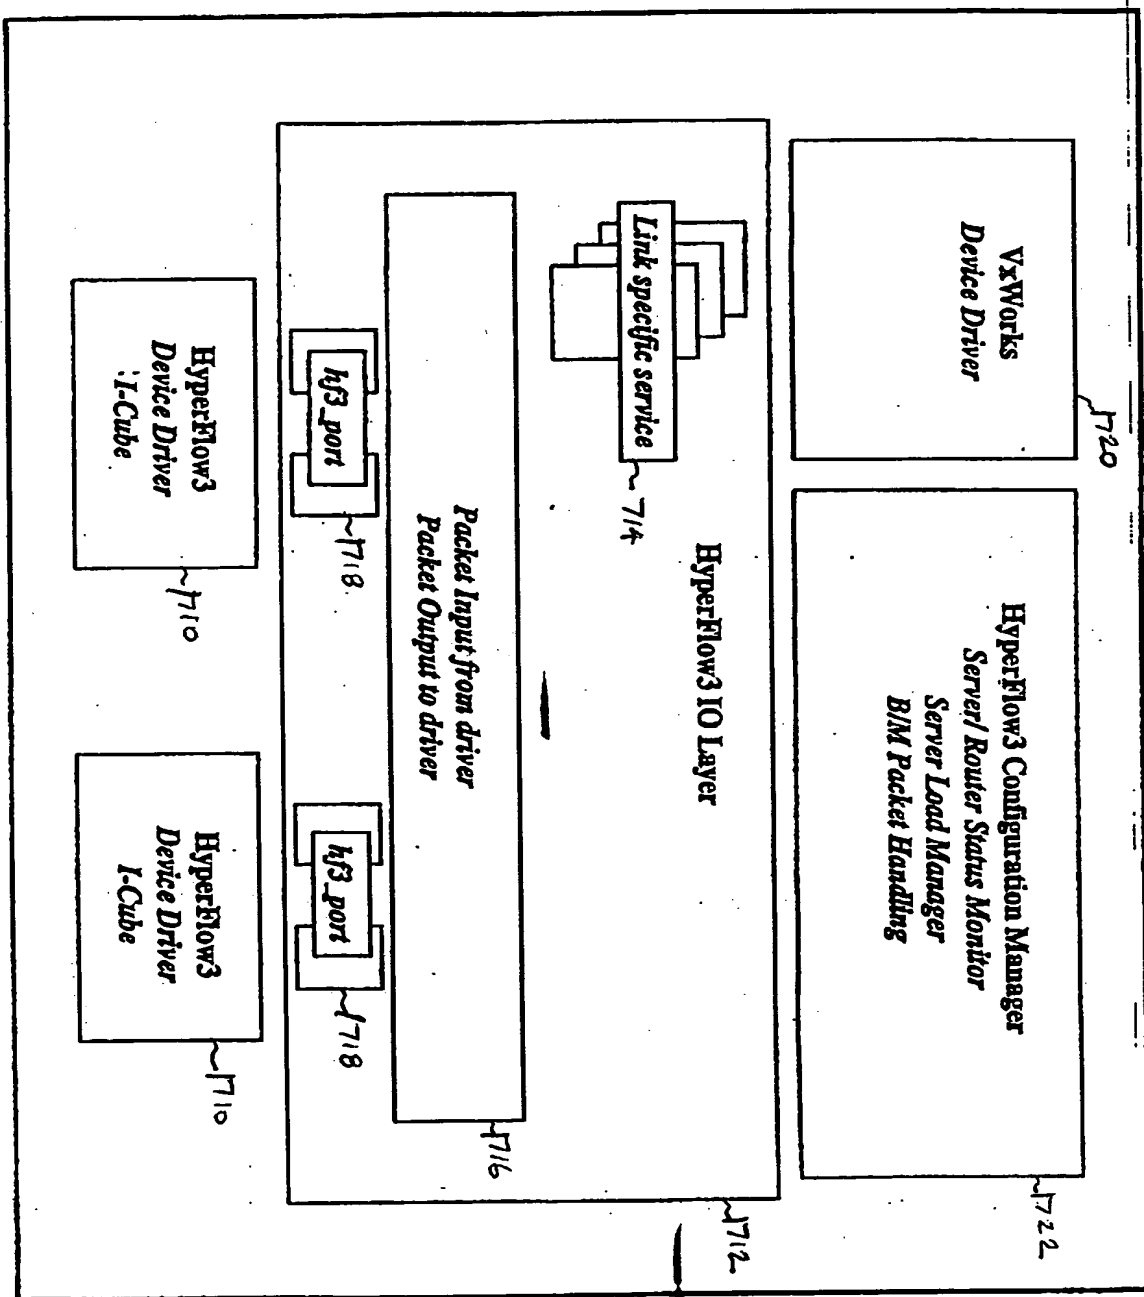 VxWorks
Device Driver
720
HyperFlow3 Configuration Manager
Server/ Router Status Monitor
Server Load Manager
B/M Packet Handling
722
HyperFlow3 IO Layer
712
Link specific service
714
Packet Input from driver
Packet Output to driver
716
hf3_port
718
hf3_port
718
HyperFlow3
Device Driver
I-Cube
710
HyperFlow3
Device Driver
I-Cube
710